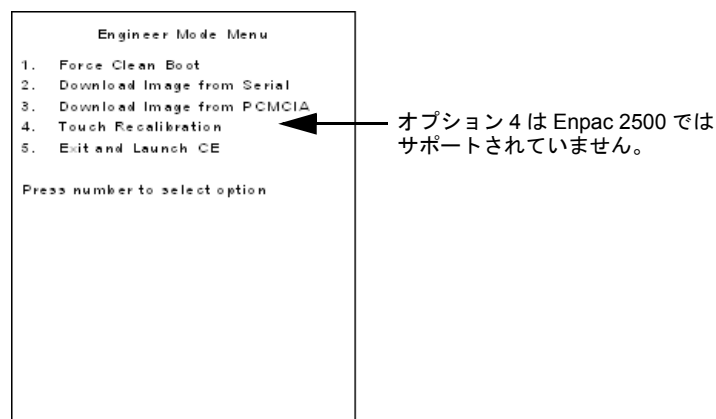 Engineer Mode Menu
1. Force Clean Boot
2. Download Image from Serial
3. Download Image from PCMCIA
4. Touch Recalibration
5. Exit and Launch CE
Press number to select option
オプション 4 は Enpac 2500 では
サポートされていません。